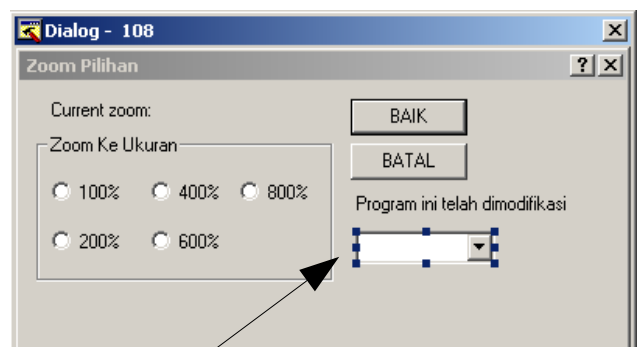 Dialog - 108
Zoom Pilihan
?
Current zoom:
BAIK
Zoom Ke Ukuran
BATAL
100% 400% 800%
Program ini telah dimodifikasi
200% 600%